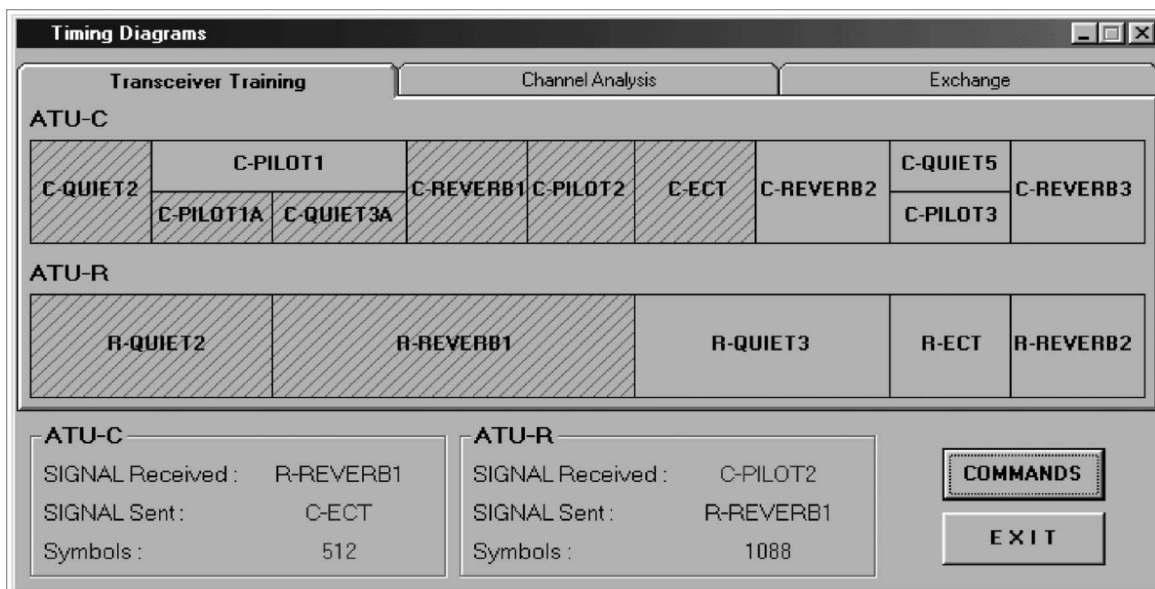 Timing Diagrams
Transceiver Training
Channel Analysis
Exchange
ATU-C
C-QUIET2
C-PILOT1
C-PILOT1A
C-QUIET3A
C-REVERB1
C-PILOT2
C-ECT
C-REVERB2
C-QUIET5
C-PILOT3
C-REVERB3
ATU-R
R-QUIET2
R-REVERB1
R-QUIET3
R-ECT
R-REVERB2
ATU-C
SIGNAL Received : R-REVERB1
SIGNAL Sent : C-ECT
Symbols : 512
ATU-R
SIGNAL Received : C-PILOT2
SIGNAL Sent : R-REVERB1
Symbols : 1088
COMMANDS
E X I T